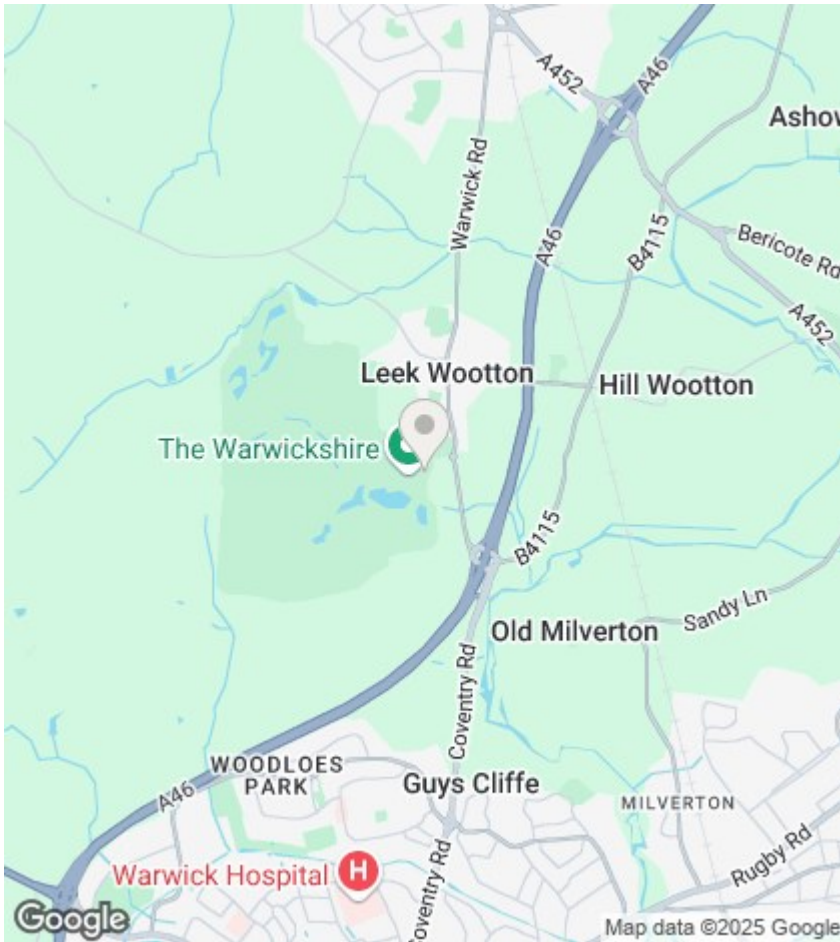 A452
A46
Ashow
Warwick Rd
A46
B4115
Bericote Rd
A452
Leek Wootton
Hill Wootton
The Warwickshire
B4115
Sandy Ln
Old Milverton
Coventry Rd
WOODLOES
PARK
A46
Guys Cliffe
MILVERTON
Rugby Rd
Warwick Hospital
H
Coventry Rd
Google
Map data ©2025 Google